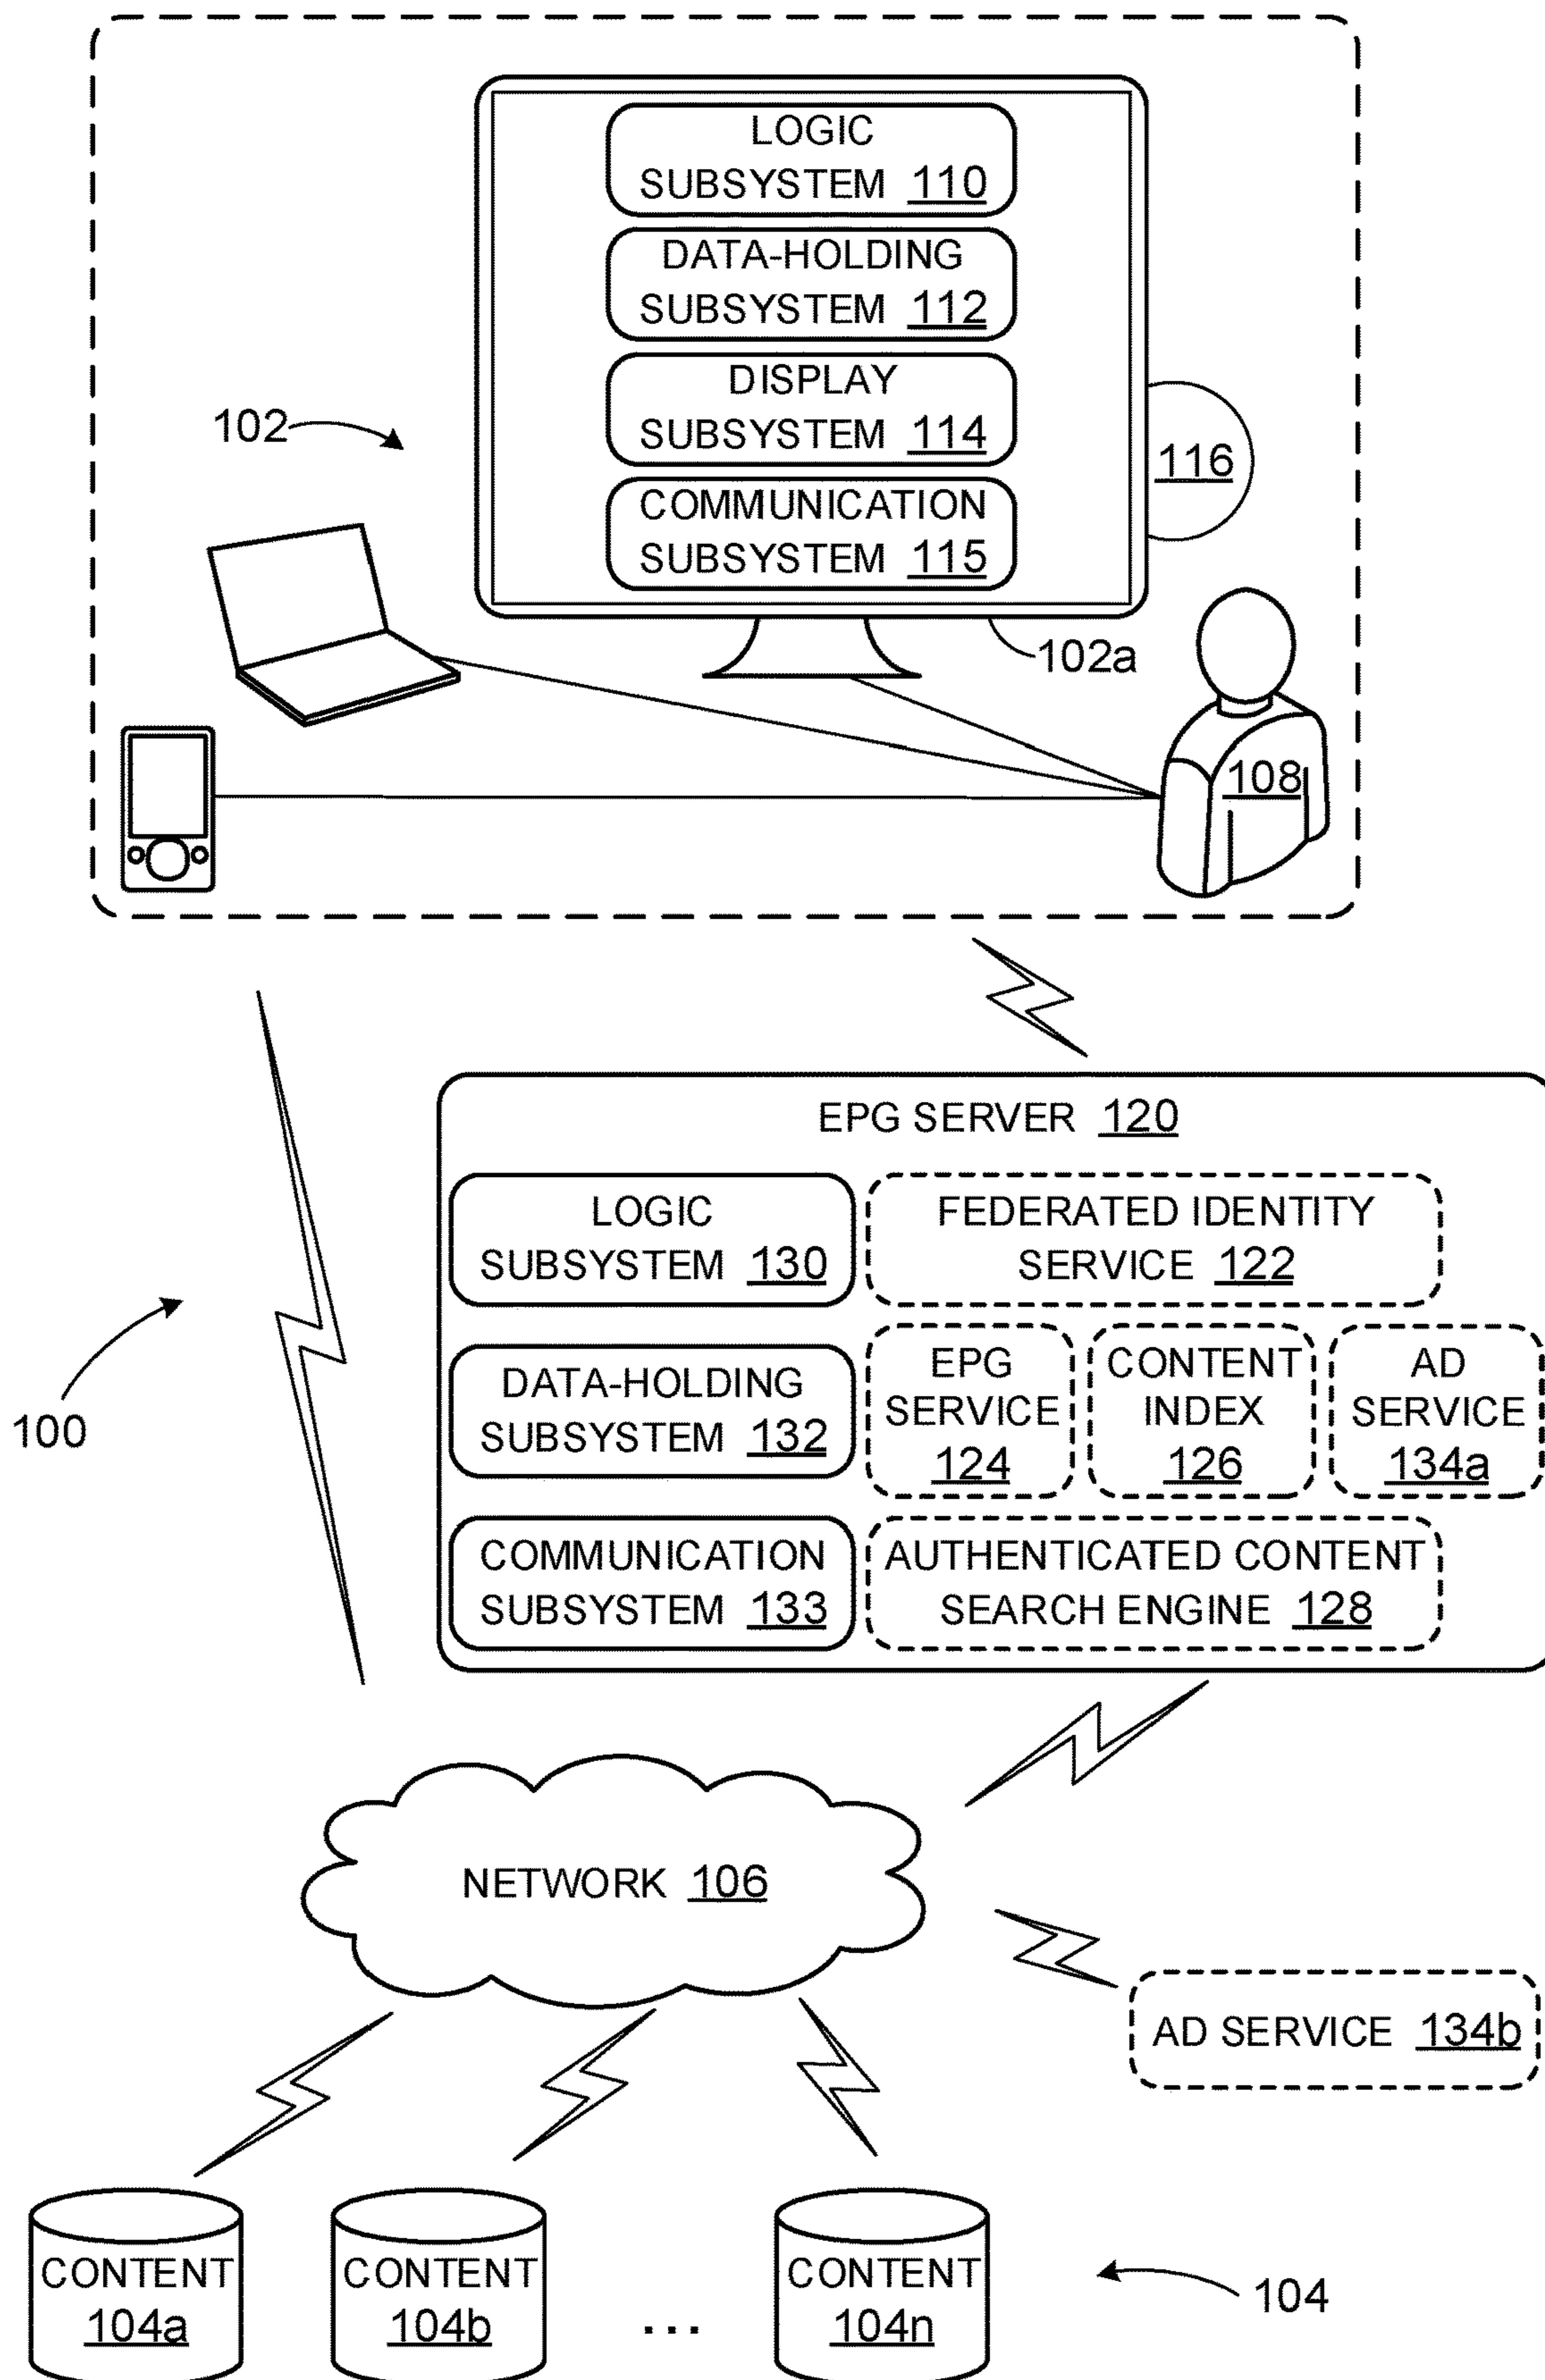 LOGIC
SUBSYSTEM 110
DATA-HOLDING
SUBSYSTEM 112
DISPLAY
SUBSYSTEM 114
COMMUNICATION
SUBSYSTEM 115
102
116
102a
108
EPG SERVER 120
LOGIC
SUBSYSTEM 130
FEDERATED IDENTITY
SERVICE 122
DATA-HOLDING
SUBSYSTEM 132
EPG
SERVICE
124
CONTENT
INDEX
126
AD
SERVICE
134a
COMMUNICATION
SUBSYSTEM 133
AUTHENTICATED CONTENT
SEARCH ENGINE 128
100
NETWORK 106
AD SERVICE 134b
CONTENT
104a
CONTENT
104b
...
CONTENT
104n
104